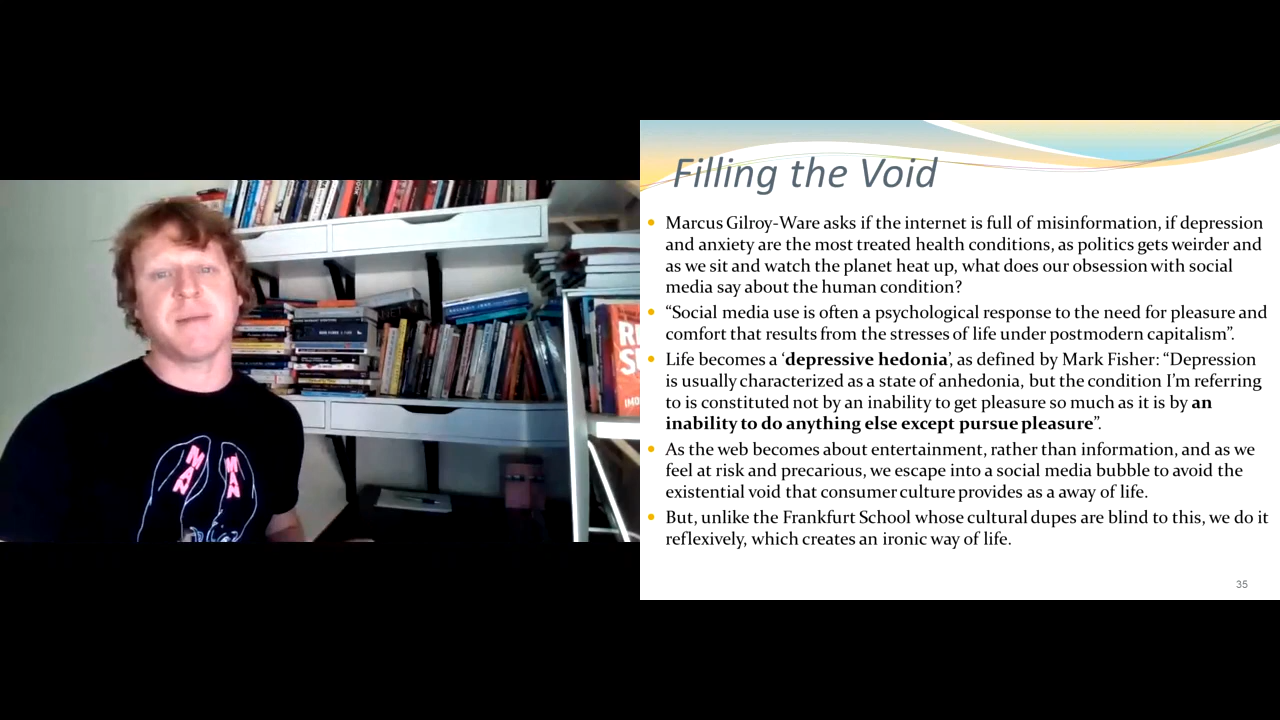 Filling the Void
Marcus Gilroy-Ware asks if the internet is full of misinformation, if depression
and anxiety are the most treated health conditions, as politics gets weirder and
as we sit and watch the planet heat up, what does our obsession with social
media say about the human condition?
“Social media use is often a psychological response to the need for pleasure and
comfort that results from the stresses of life under postmodern capitalism”.
Life becomes a ‘depressive hedonia’, as defined by Mark Fisher: “Depression
is usually characterized as a state of anhedonia, but the condition I’m referring
to is constituted not by an inability to get pleasure so much as it is by an
inability to do anything else except pursue pleasure”.
As the web becomes about entertainment, rather than information, and as we
feel at risk and precarious, we escape into a social media bubble to avoid the
existential void that consumer culture provides as a away of life.
But, unlike the Frankfurt School whose cultural dupes are blind to this, we do it
reflexively, which creates an ironic way of life.
35